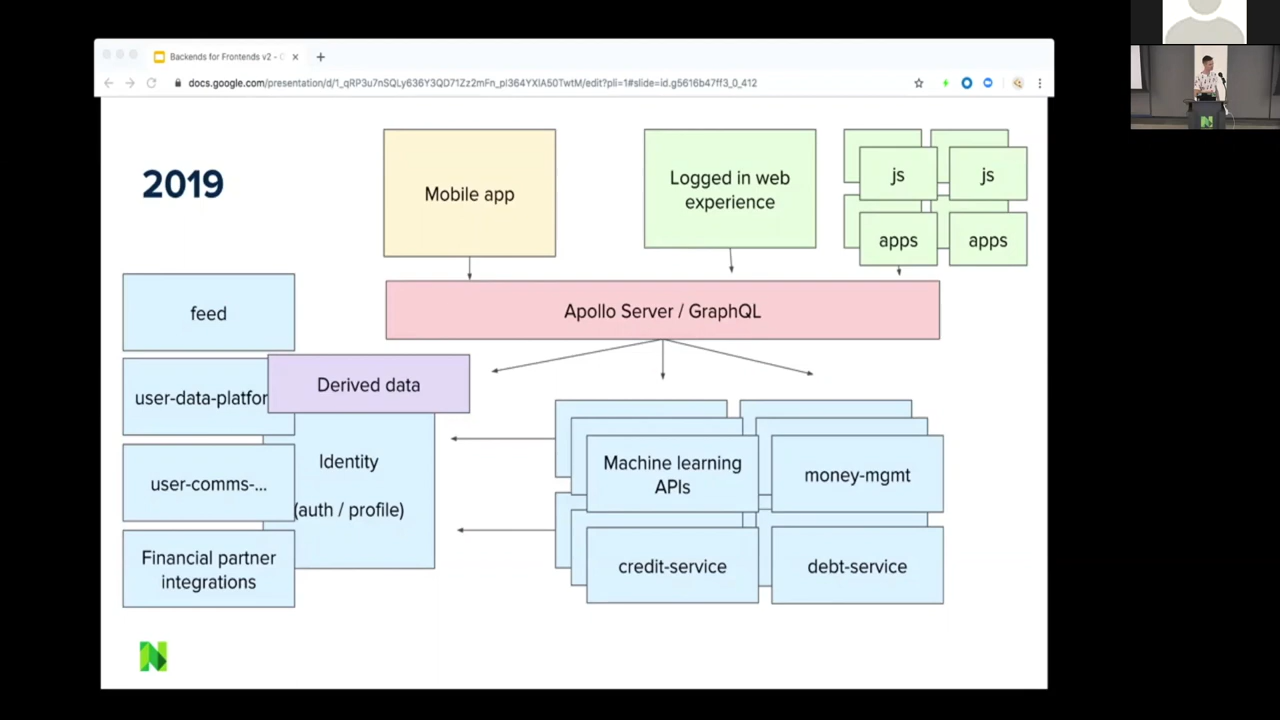 Backends for Frontends v2 -
docs.google.com/presentation/d/1_qRP3u7nSQLy636Y3QD71Zz2mFn_pI364YXIA50TwtM/edit?pli=1#slide=id.g5616b47ff3_0_412
2019
Mobile app
Logged in web
experience
js
js
apps
apps
Apollo Server / GraphQL
feed
Derived data
user-data-platfor
Identity
(auth / profile)
user-comms-...
Financial partner
integrations
Machine learning
APIs
money-mgmt
credit-service
debt-service